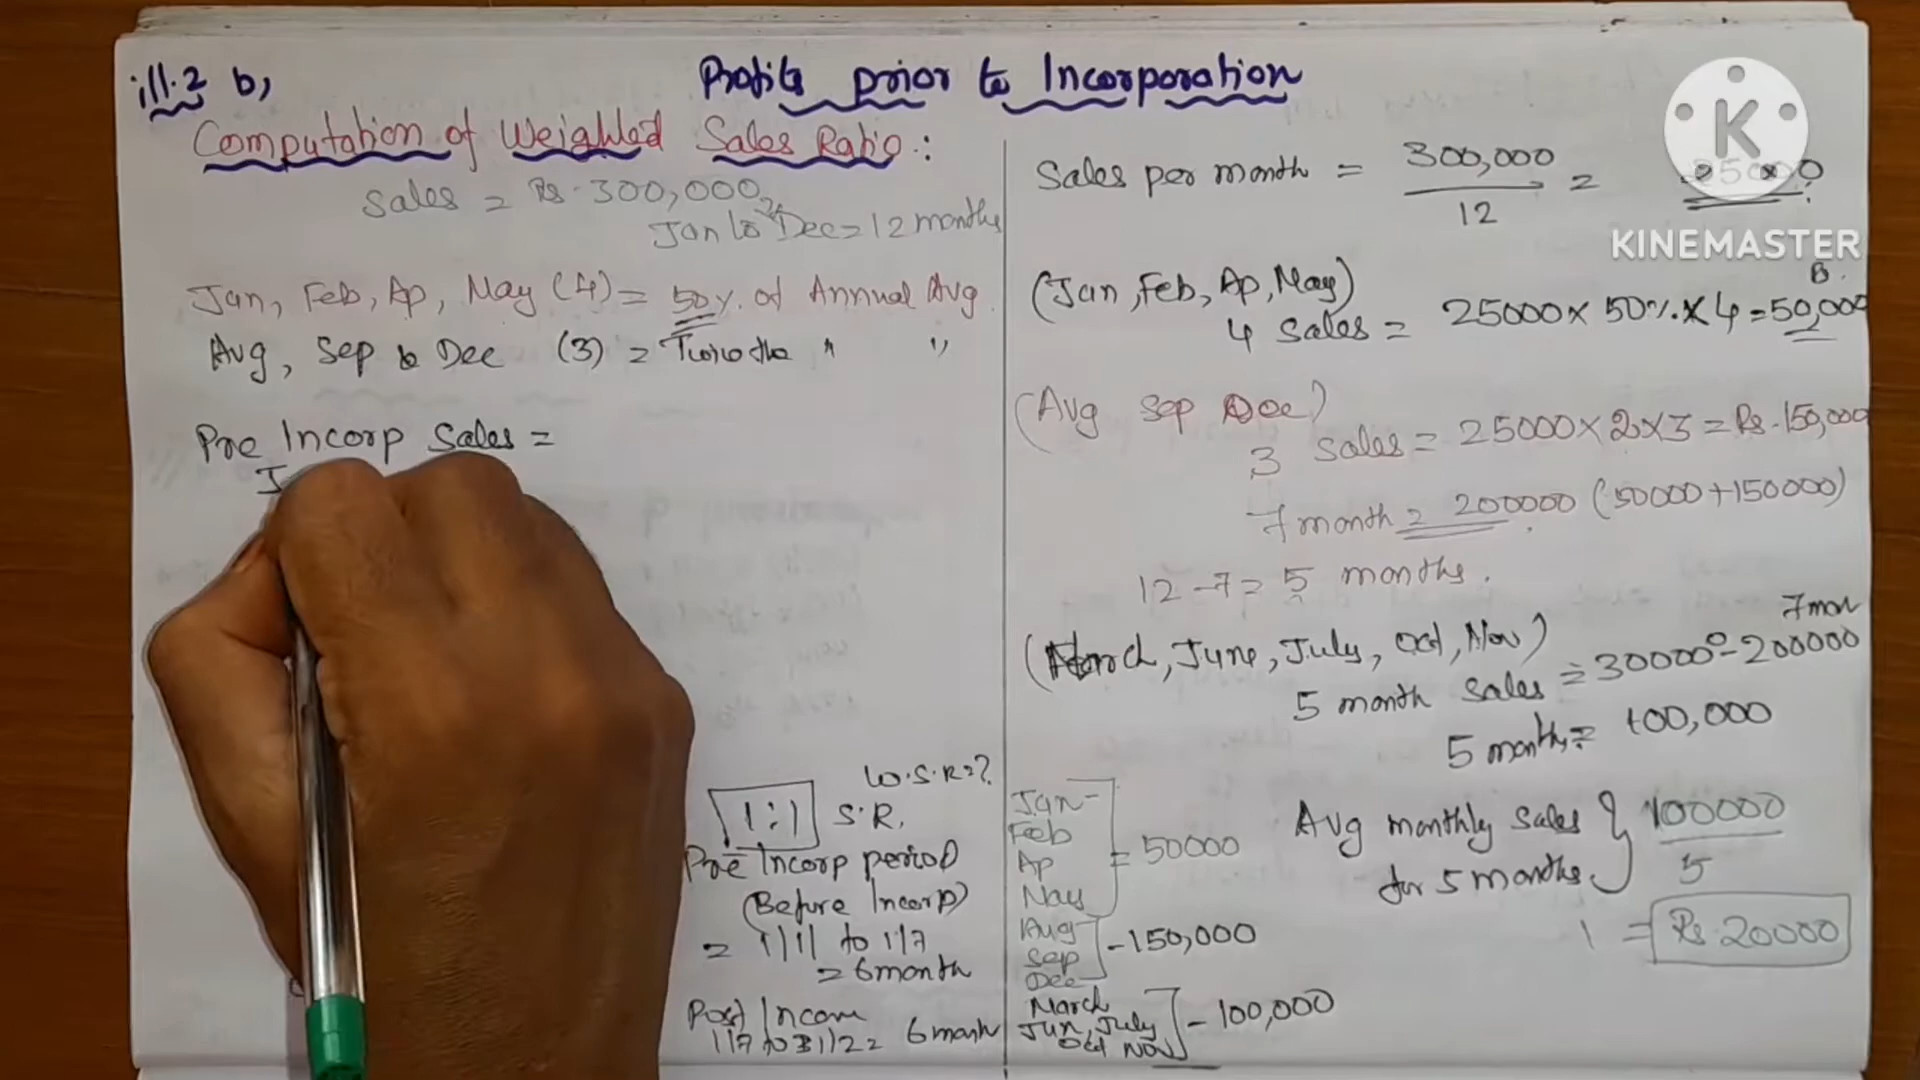 ill.2 b,
Profits prior to Incorporation
Computation of Weighted Sales Ratio :
Sales = Rs. 300,000
Jan to Dec = 12 months
Jan, Feb, Ap, May (4) = 50% of Annual Avg
Aug, Sep & Dec (3) = Twice the " "
Pre Incorp Sales =
J
W.S.R = ?
1:1 S.R.
Pre Incorp period
(Before Incorp)
= 1/1/ to 1/7
= 6 month
Post Incom
1/7 to 31/12 = 6 month
Sales per month = 300,000 / 12 = 25000
(Jan, Feb, Ap, May)
4 Sales = 25000 × 50% × 4 = 50,000
(Aug Sep Dec)
3 Sales = 25000 × 2 × 3 = Rs. 150,000
7 month = 200000 (50000+150000)
12 - 7 = 5 months.
7 mon
(March, June, July, Oct, Nov)
5 month sales = 300000 - 200000
5 months = 100,000
Avg monthly sales } 100000
for 5 months 5
= Rs. 20000
Jan-
Feb
Ap = 50000
May
Aug
Sep - 150,000
Dec
March
Jun, July - 100,000
Oct Nov
K
KINEMASTER